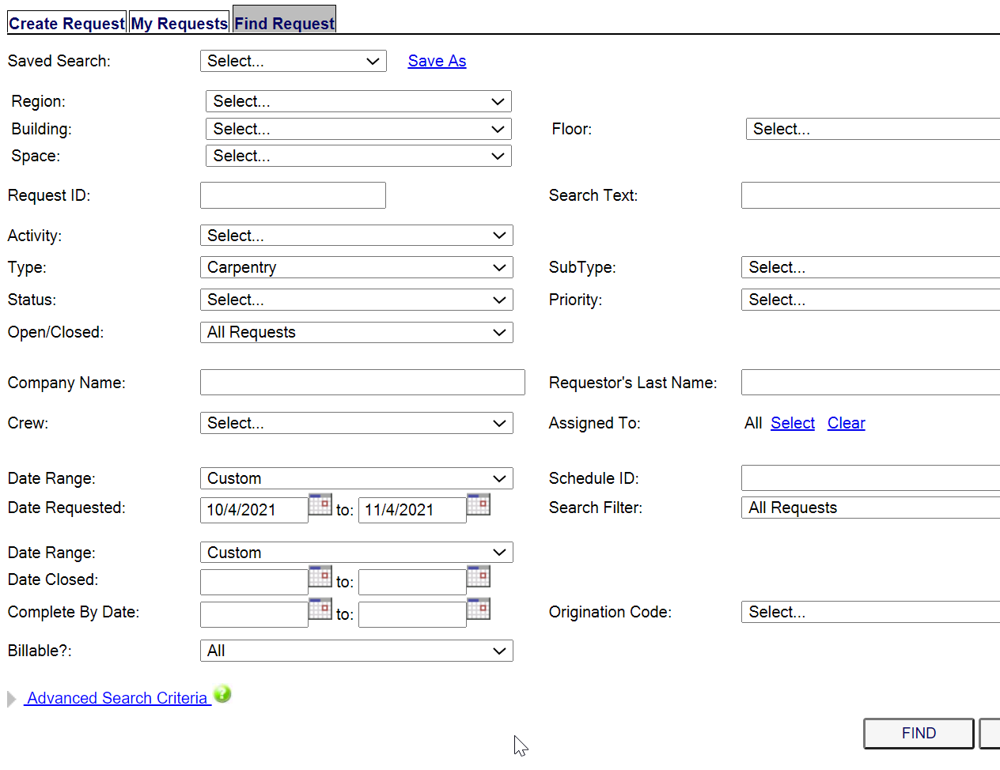 Create Request My Requests Find Request
Saved Search: Select... Save As
Region: Select...
Building: Select... Floor: Select...
Space: Select...
Request ID: Search Text:
Activity: Select...
Type: Carpentry SubType: Select...
Status: Select... Priority: Select...
Open/Closed: All Requests
Company Name: Requestor's Last Name:
Crew: Select... Assigned To: All Select Clear
Date Range: Custom Schedule ID:
Date Requested: 10/4/2021 to: 11/4/2021 Search Filter: All Requests
Date Range: Custom
Date Closed: to:
Complete By Date: to: Origination Code: Select...
Billable?: All
Advanced Search Criteria ?
FIND